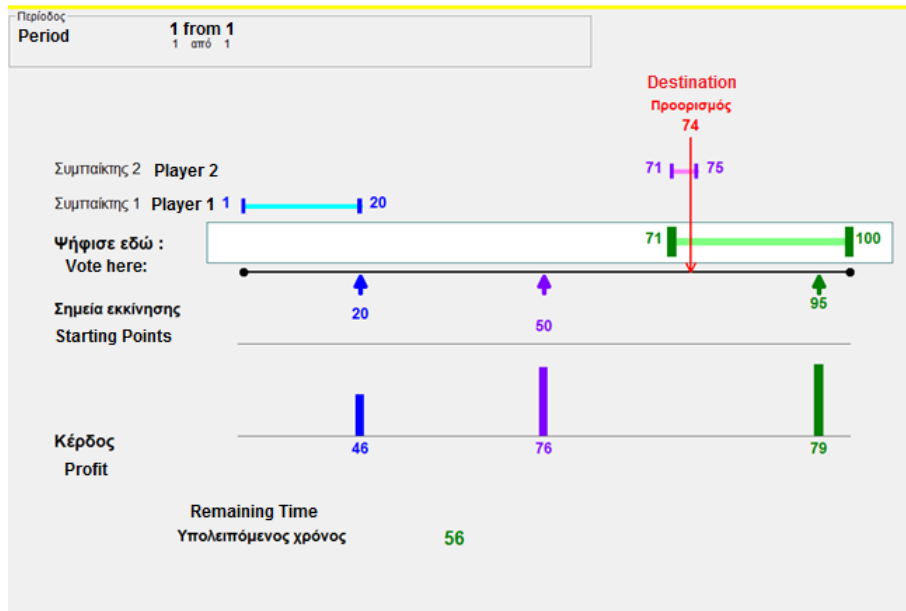 Περίοδος
Period 1 from 1
1 από 1
Destination
Προορισμός
74
Συμπαίκτης 2 Player 2 71 75
Συμπαίκτης 1 Player 1 1 20
Ψήφισε εδώ : 71 100
Vote here:
Σημεία εκκίνησης 20 50 95
Starting Points
Κέρδος 46 76 79
Profit
Remaining Time
Υπολειπόμενος χρόνος 56